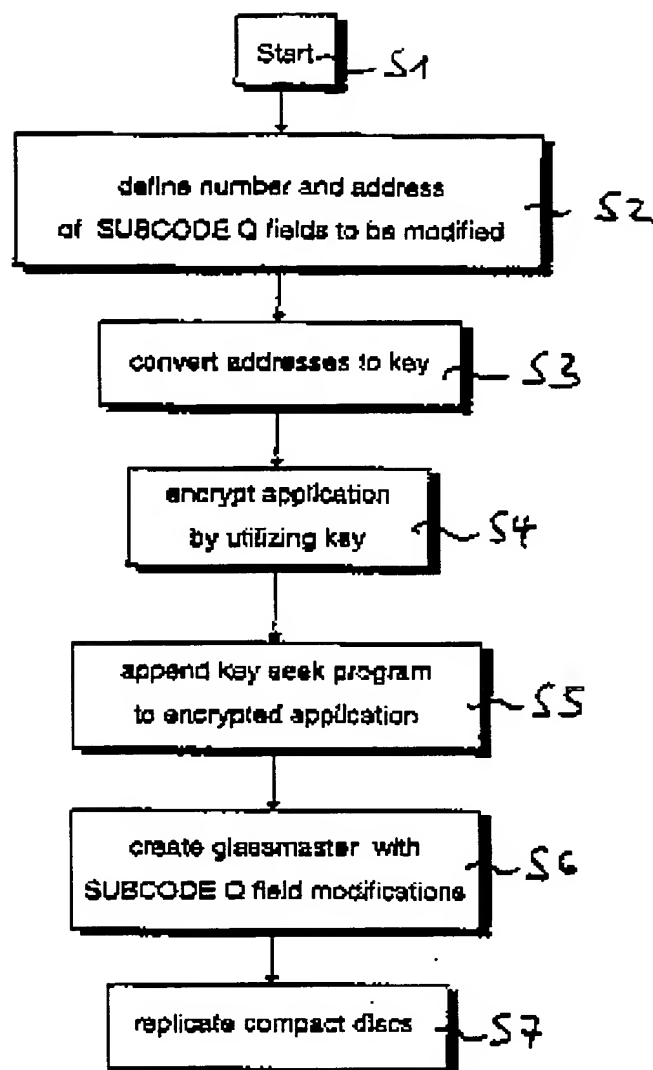 Start S1
define number and address
of SUBCODE Q fields to be modified S2
convert addresses to key S3
encrypt application
by utilizing key S4
append key seek program
to encrypted application S5
create glassmaster with
SUBCODE Q field modifications S6
replicate compact discs S7